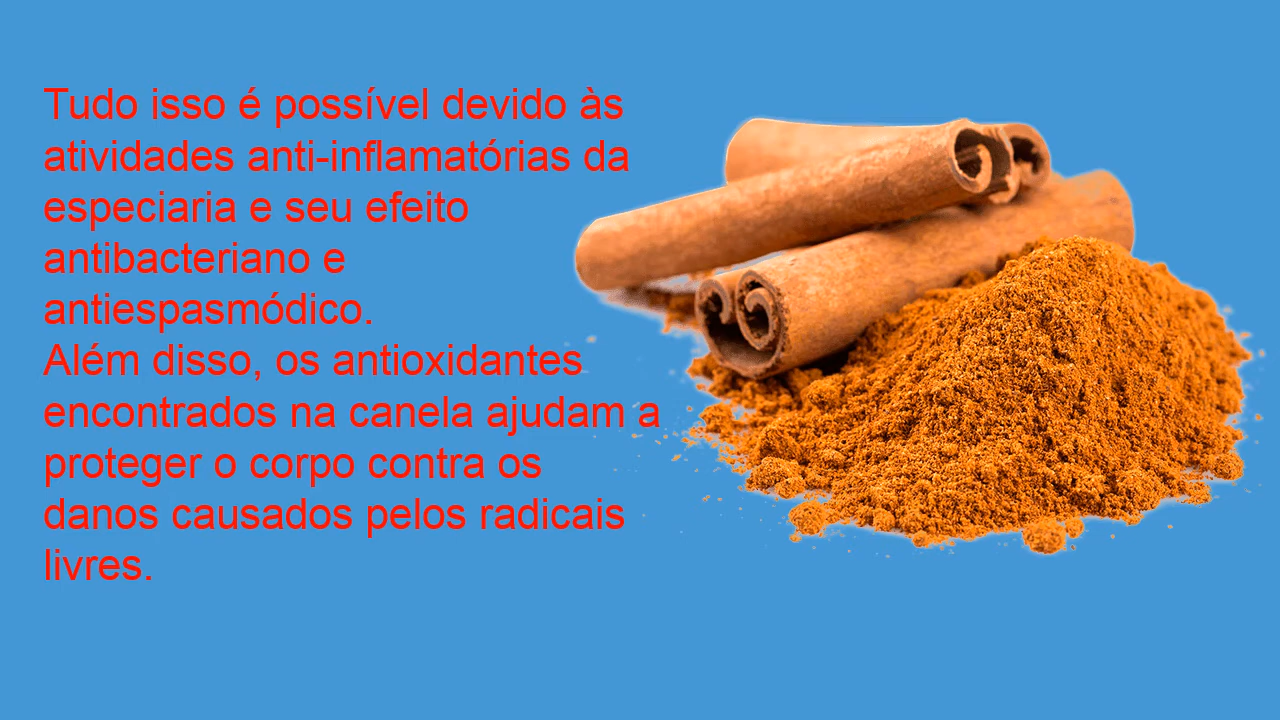 Tudo isso é possível devido às
atividades anti-inflamatórias da
especiaria e seu efeito
antibacteriano e
antiespasmódico.
Além disso, os antioxidantes
encontrados na canela ajudam a
proteger o corpo contra os
danos causados pelos radicais
livres.